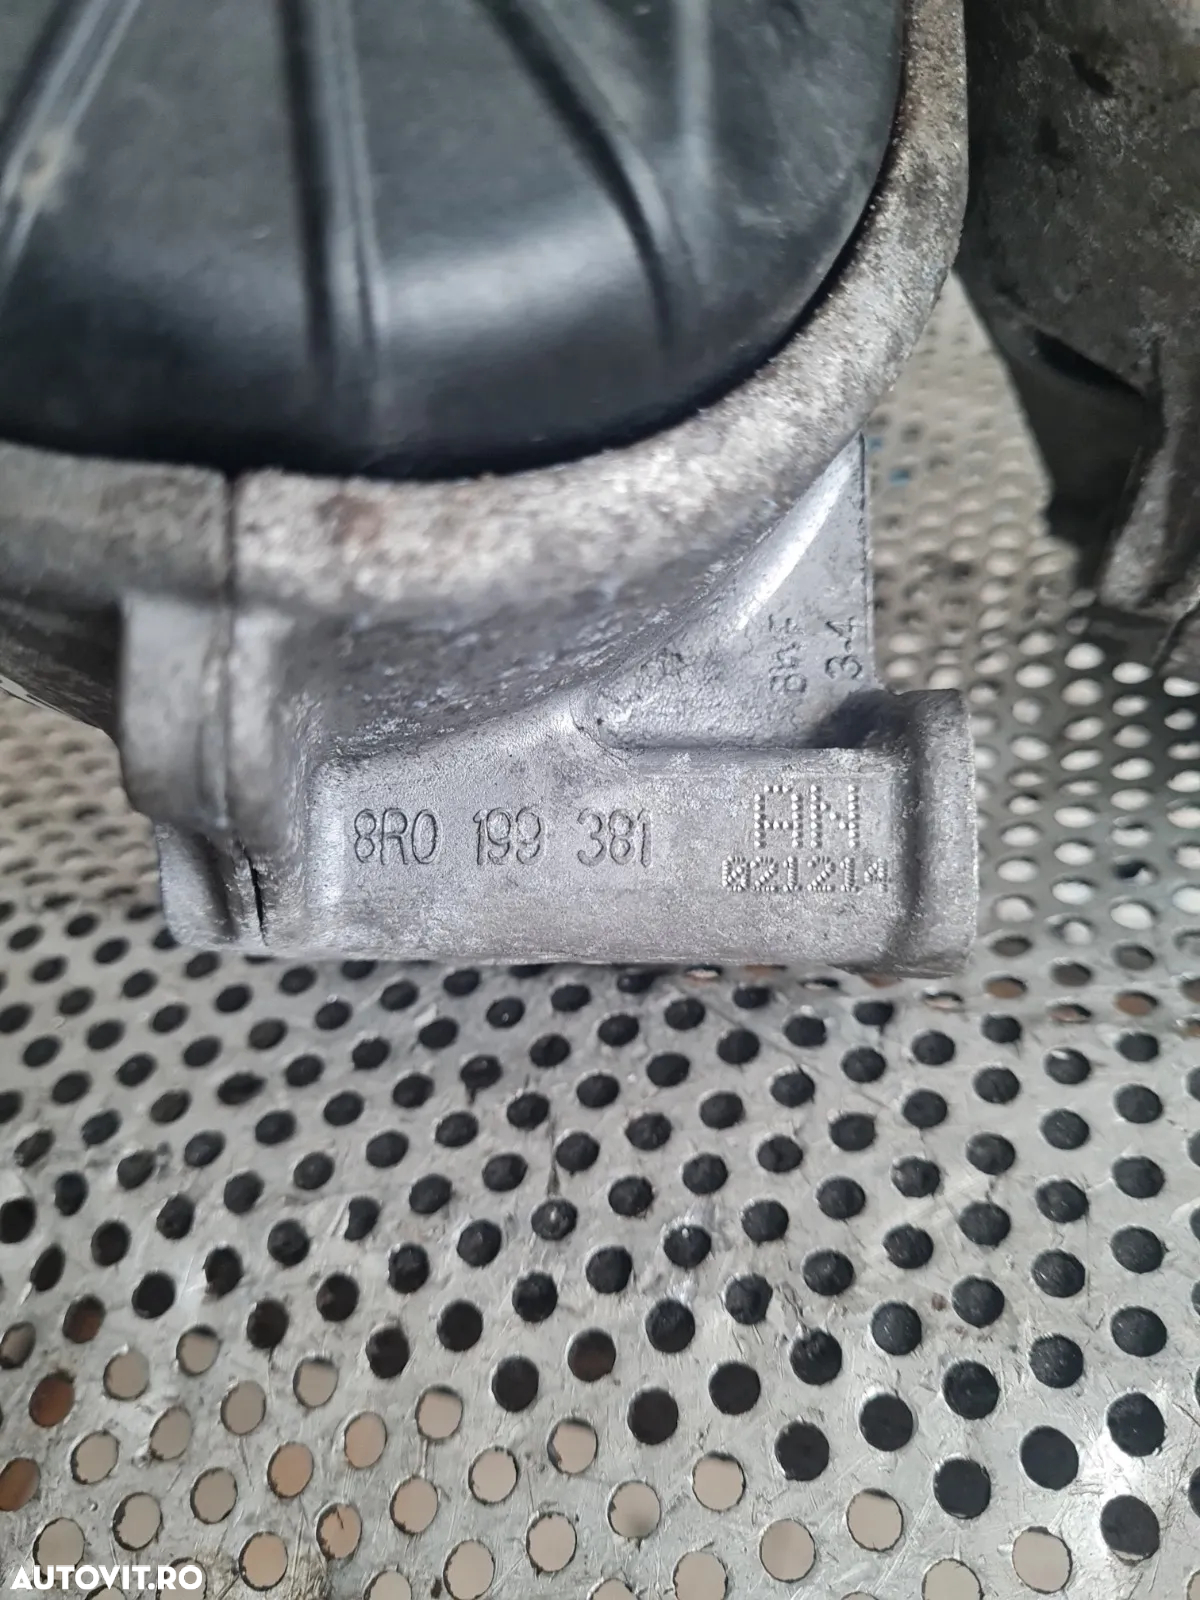 3-4
8R0 199 381
AN
021214
AUTOVIT.RO